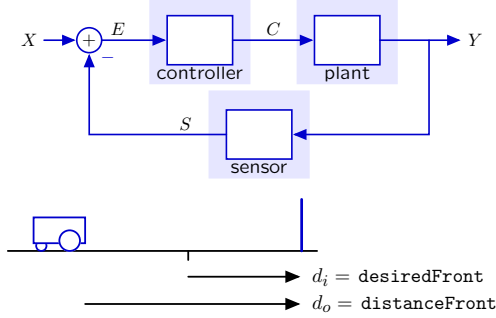 X + E C Y
−
controller plant
S
sensor
d_i = desiredFront
d_o = distanceFront